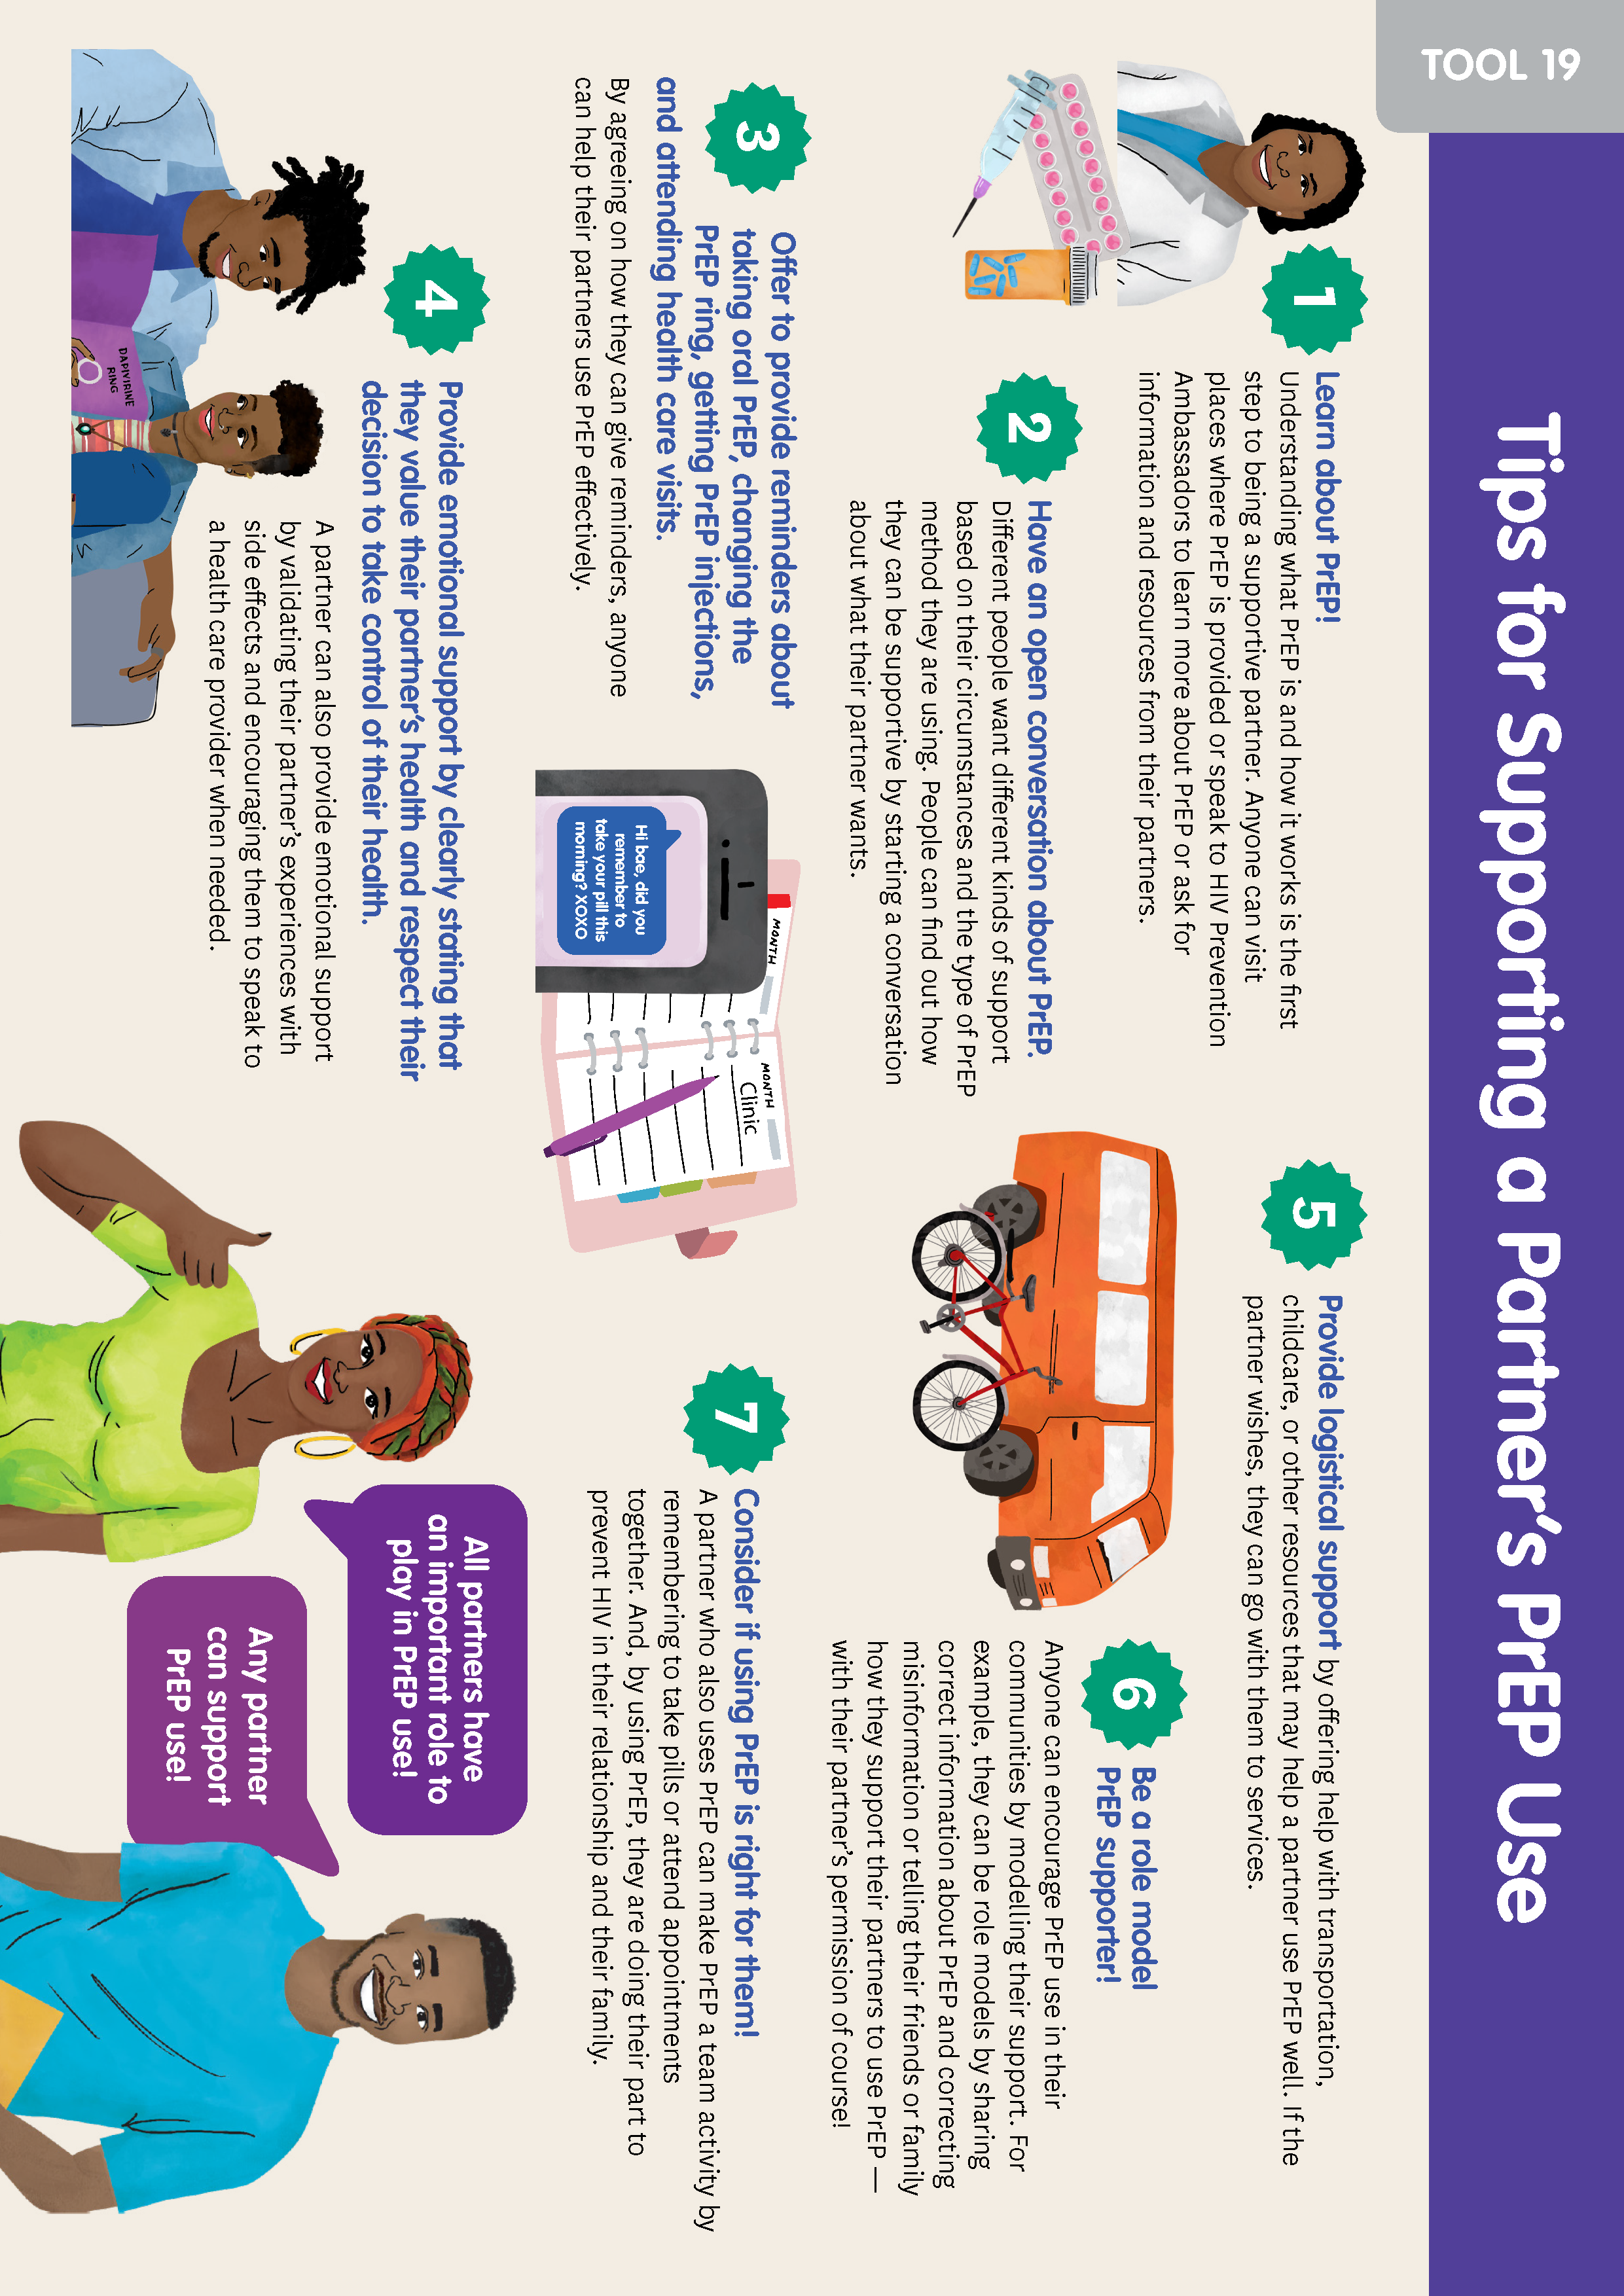 TOOL 19
Tips for Supporting a Partner's PrEP Use
1
Learn about PrEP!
Understanding what PrEP is and how it works is the first
step to being a supportive partner. Anyone can visit
places where PrEP is provided or speak to HIV Prevention
Ambassadors to learn more about PrEP or ask for
information and resources from their partners.
2
Have an open conversation about PrEP.
Different people want different kinds of support
based on their circumstances and the type of PrEP
method they are using. People can find out how
they can be supportive by starting a conversation
about what their partner wants.
3
Offer to provide reminders about
taking oral PrEP, changing the
PrEP ring, getting PrEP injections,
and attending health care visits.
By agreeing on how they can give reminders, anyone
can help their partners use PrEP effectively.
Hi bae, did you
remember to
take your pill this
morning? XOXO
MONTH
MONTH
Clinic
4
Provide emotional support by clearly stating that
they value their partner's health and respect their
decision to take control of their health.
A partner can also provide emotional support
by validating their partner's experiences with
side effects and encouraging them to speak to
a health care provider when needed.
DAPIVIRINE
RING
5
Provide logistical support by offering help with transportation,
childcare, or other resources that may help a partner use PrEP well. If the
partner wishes, they can go with them to services.
6
Be a role model
PrEP supporter!
Anyone can encourage PrEP use in their
communities by modelling their support. For
example, they can be role models by sharing
correct information about PrEP and correcting
misinformation or telling their friends or family
how they support their partners to use PrEP —
with their partner's permission of course!
7
Consider if using PrEP is right for them!
A partner who also uses PrEP can make PrEP a team activity by
remembering to take pills or attend appointments
together. And, by using PrEP, they are doing their part to
prevent HIV in their relationship and their family.
All partners have
an important role to
play in PrEP use!
Any partner
can support
PrEP use!